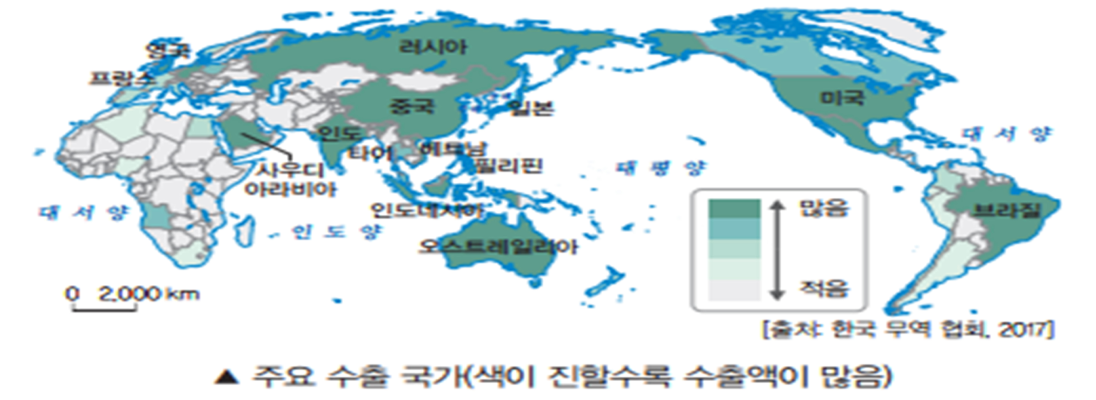 영국
러시아
프랑스
중국
일본
미국
인도
타이
베트남
필리핀
사우디
아라비아
대서양
대평양
대서양
인도네시아
인도양
오스트레일리아
브라질
많음
적음
0 2,000 km
[출처: 한국 무역 협회, 2017]
▲ 주요 수출 국가(색이 진할수록 수출액이 많음)